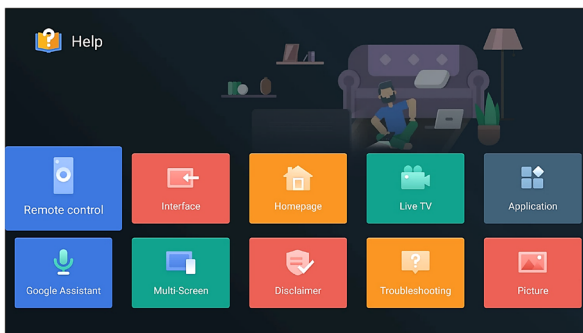 Help
Remote control
Interface
Homepage
Live TV
Application
Google Assistant
Multi-Screen
Disclaimer
Troubleshooting
Picture